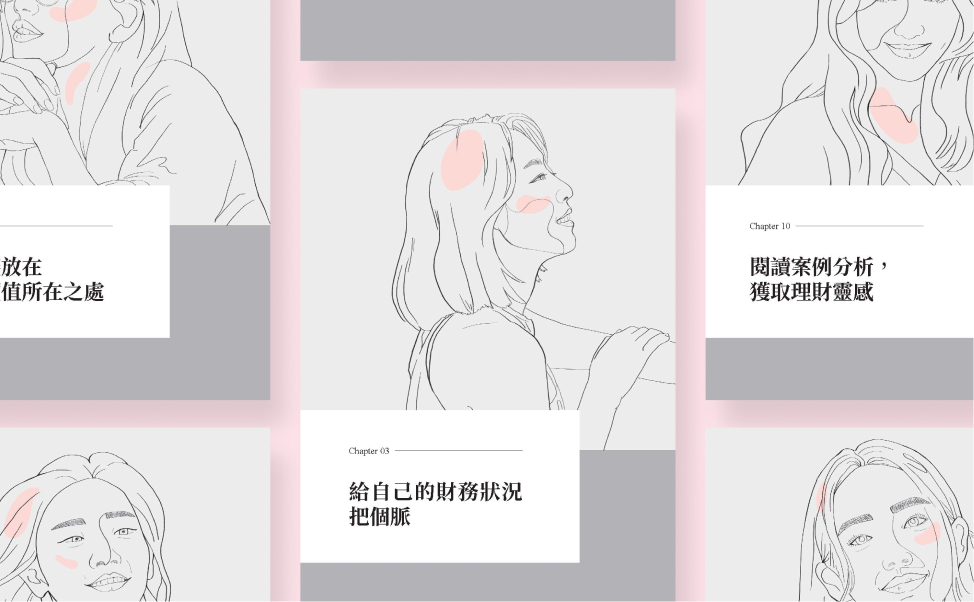 放在
值所在之處
Chapter 03
給自己的財務狀況
把個脈
Chapter 10
閱讀案例分析，
獲取理財靈感